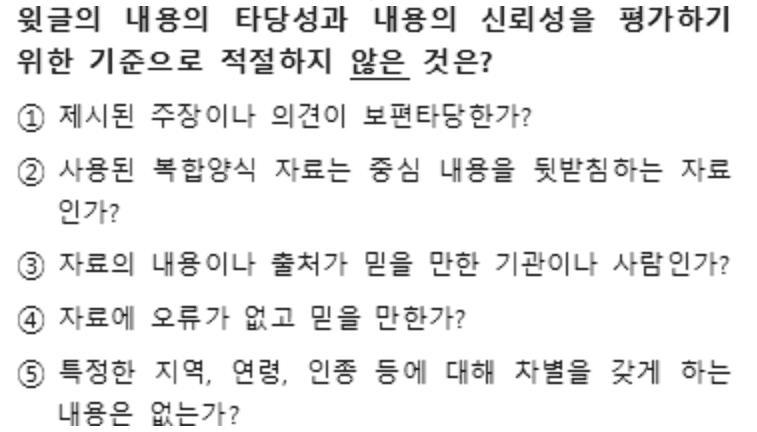 윗글의 내용의 타당성과 내용의 신뢰성을 평가하기
위한 기준으로 적절하지 않은 것은?
① 제시된 주장이나 의견이 보편타당한가?
② 사용된 복합양식 자료는 중심 내용을 뒷받침하는 자료
인가?
③ 자료의 내용이나 출처가 믿을 만한 기관이나 사람인가?
④ 자료에 오류가 없고 믿을 만한가?
⑤ 특정한 지역, 연령, 인종 등에 대해 차별을 갖게 하는
내용은 없는가?